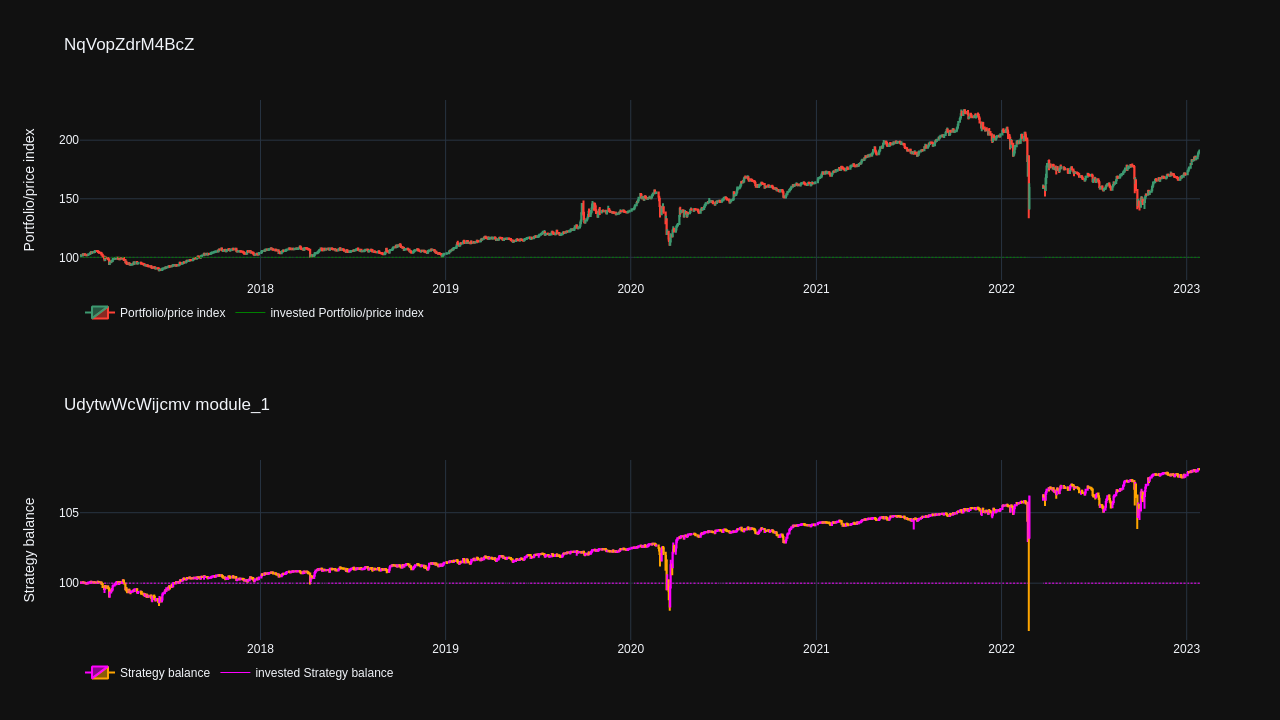 NqVopZdrM4BcZ
Portfolio/price index
200
150
100
2018 2019 2020 2021 2022 2023
Portfolio/price index invested Portfolio/price index
UdytwWcWijcmv module_1
Strategy balance
105
100
2018 2019 2020 2021 2022 2023
Strategy balance invested Strategy balance